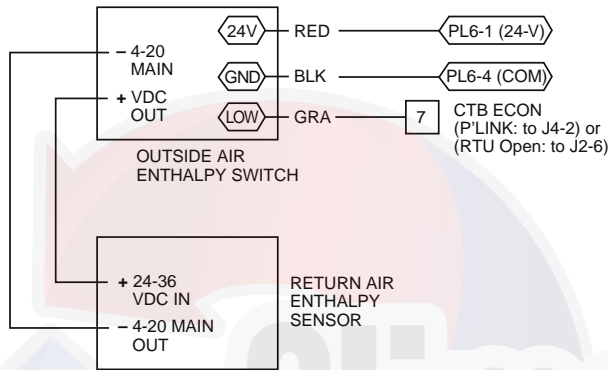 24V RED PL6-1 (24-V)
– 4-20
MAIN
GND BLK PL6-4 (COM)
+ VDC
OUT
LOW GRA 7 CTB ECON
(P'LINK: to J4-2) or
(RTU Open: to J2-6)
OUTSIDE AIR
ENTHALPY SWITCH
+ 24-36
VDC IN
– 4-20 MAIN
OUT
RETURN AIR
ENTHALPY
SENSOR